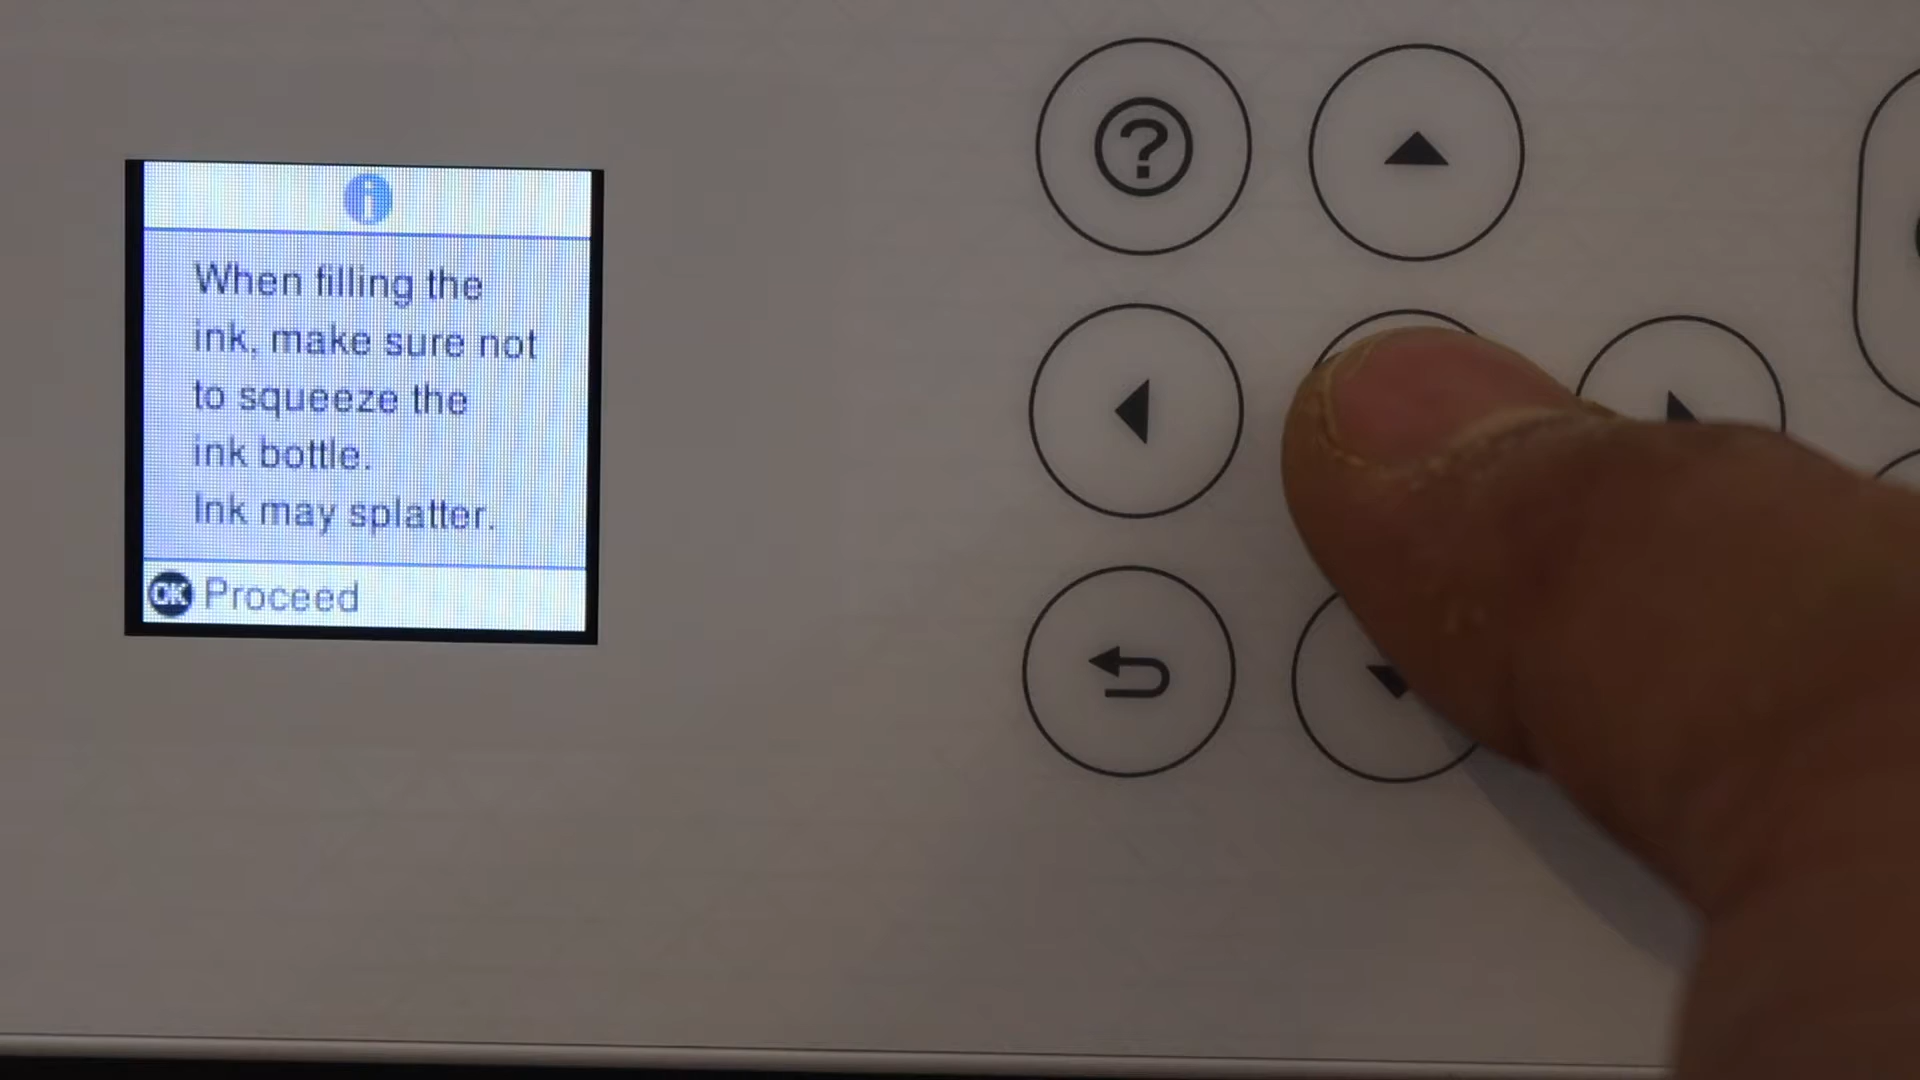 When filling the
ink, make sure not
to squeeze the
ink bottle.
Ink may splatter.
OK Proceed
?